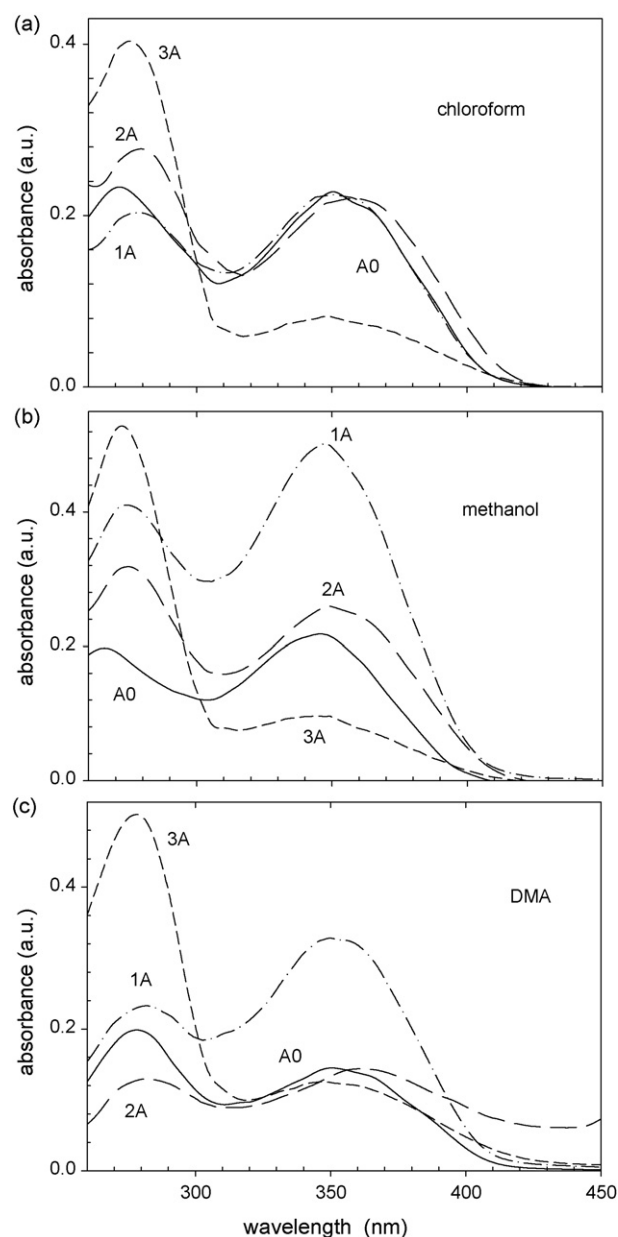 (a)
0.4
3A
chloroform
2A
absorbance (a.u.)
0.2
1A
A0
0.0
(b)
1A
0.4
methanol
absorbance (a.u.)
2A
0.2
A0
3A
0.0
(c)
3A
0.4
DMA
absorbance (a.u.)
1A
0.2
A0
2A
0.0
300 350 400 450
wavelength (nm)